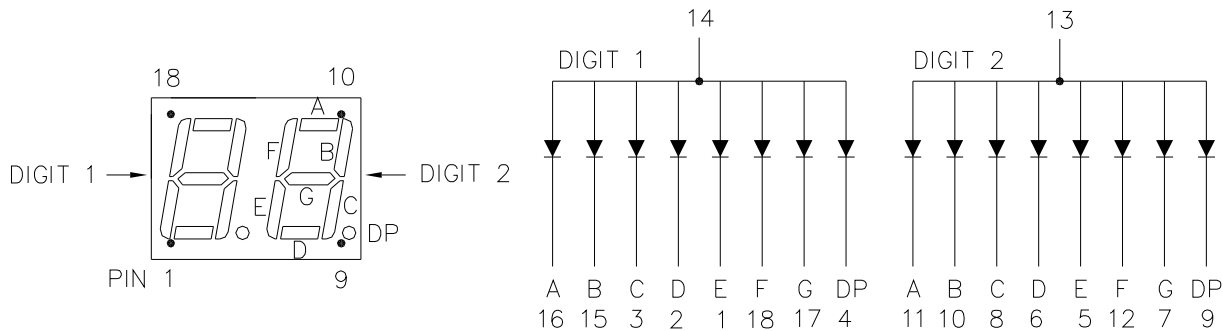 18 10
A
F B
DIGIT 1 DIGIT 2
G
E C
DP
D
PIN 1 9
14
DIGIT 1
A B C D E F G DP
16 15 3 2 1 18 17 4
13
DIGIT 2
A B C D E F G DP
11 10 8 6 5 12 7 9